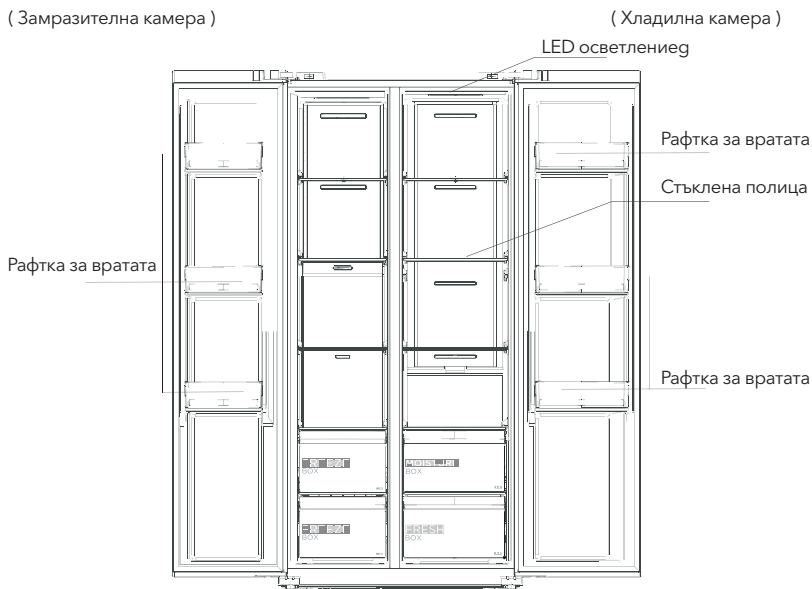 ( Замразителна камера )
( Хладилна камера )
LED осветлениеg
Рафтка за вратата
Стъклена полица
Рафтка за вратата
Рафтка за вратата
BOX
BOX
BOX
FRESH
BOX